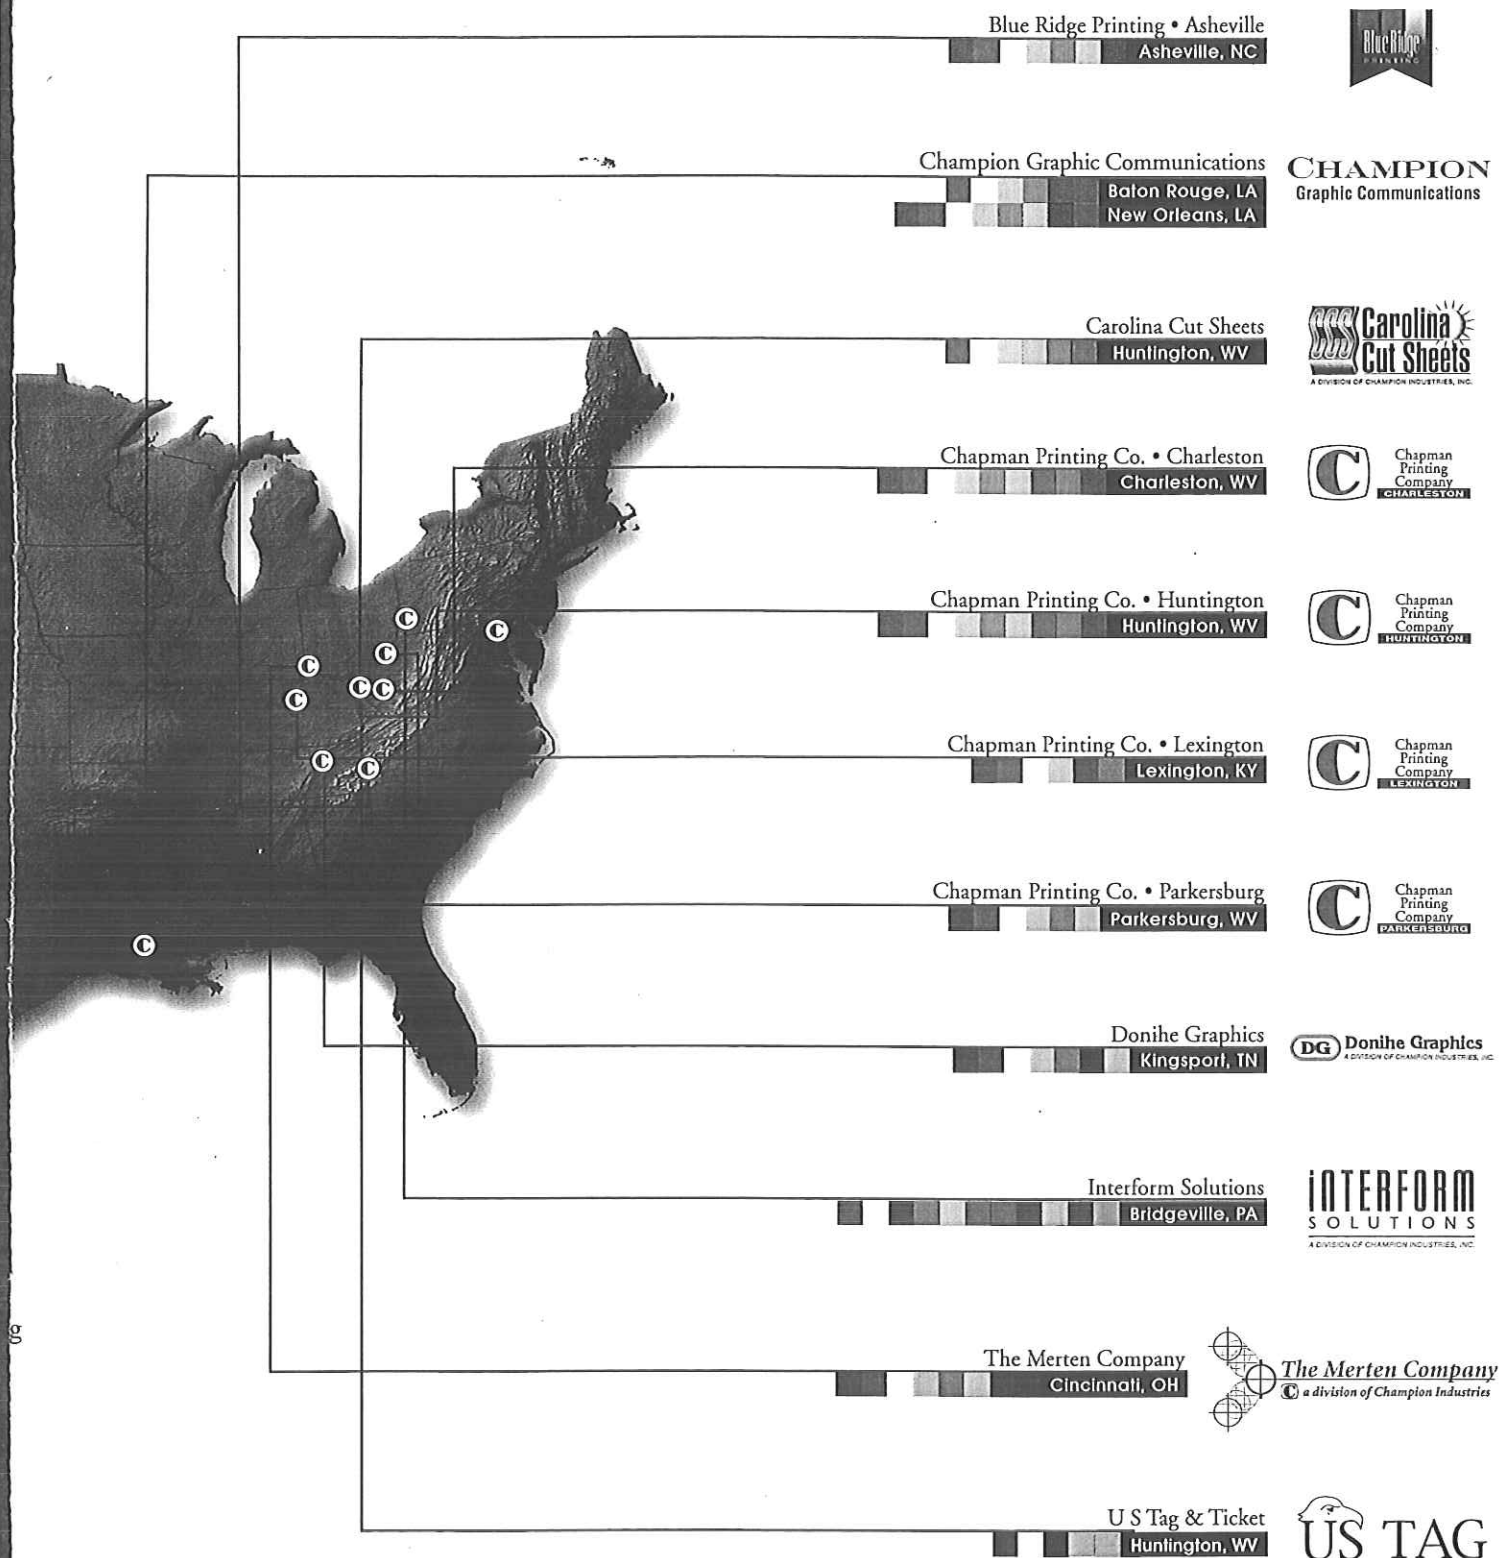 Blue Ridge Printing • Asheville
Asheville, NC
Blue Ridge
PRINTING
Champion Graphic Communications
Baton Rouge, LA
New Orleans, LA
CHAMPION
Graphic Communications
Carolina Cut Sheets
Huntington, WV
CCS
Carolina
Cut Sheets
A DIVISION OF CHAMPION INDUSTRIES, INC.
Chapman Printing Co. • Charleston
Charleston, WV
C
Chapman
Printing
Company
CHARLESTON
Chapman Printing Co. • Huntington
Huntington, WV
C
Chapman
Printing
Company
HUNTINGTON
C
C
C
C
C
C
C
Chapman Printing Co. • Lexington
Lexington, KY
C
Chapman
Printing
Company
LEXINGTON
C
C
Chapman Printing Co. • Parkersburg
Parkersburg, WV
C
Chapman
Printing
Company
PARKERSBURG
C
Donihe Graphics
Kingsport, TN
DG Donihe Graphics
A DIVISION OF CHAMPION INDUSTRIES, INC.
Interform Solutions
Bridgeville, PA
iNTERFORM
SOLUTIONS
A DIVISION OF CHAMPION INDUSTRIES, INC.
g
The Merten Company
Cincinnati, OH
The Merten Company
C a division of Champion Industries
U S Tag & Ticket
Huntington, WV
US TAG